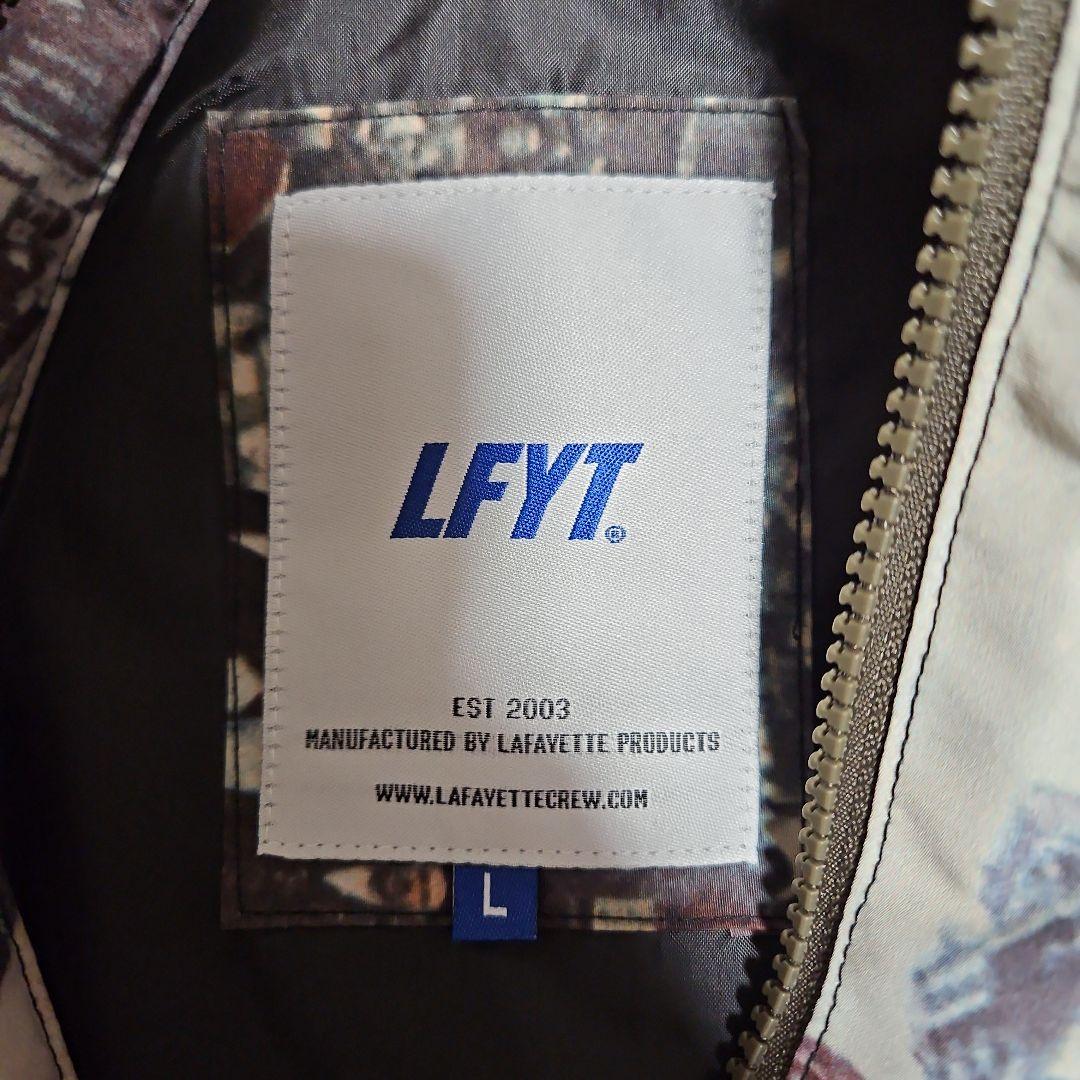 LFYT®
EST 2003
MANUFACTURED BY LAFAYETTE PRODUCTS
WWW.LAFAYETTECREW.COM
L